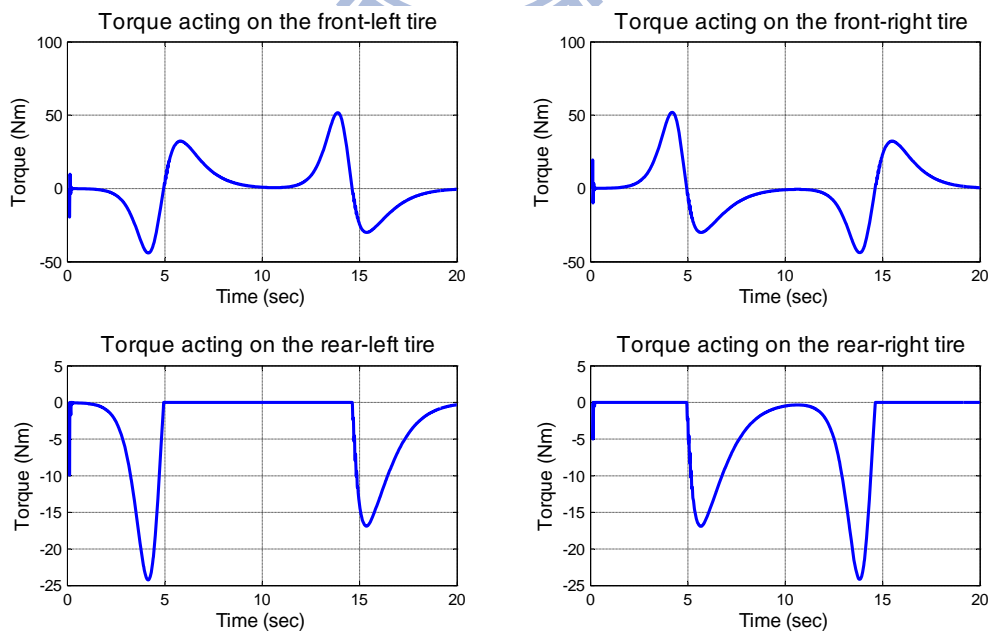 Torque acting on the front-left tire
100
50
0
-50
Torque (Nm)
0 5 10 15 20
Time (sec)
Torque acting on the front-right tire
100
50
0
-50
Torque (Nm)
0 5 10 15 20
Time (sec)
Torque acting on the rear-left tire
5
0
-5
-10
-15
-20
-25
Torque (Nm)
0 5 10 15 20
Time (sec)
Torque acting on the rear-right tire
5
0
-5
-10
-15
-20
-25
Torque (Nm)
0 5 10 15 20
Time (sec)